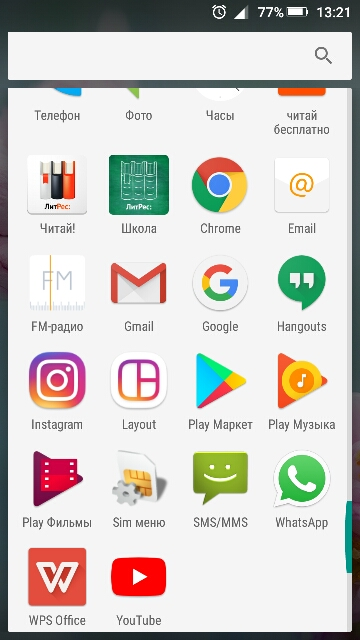 77% 13:21
Телефон Фото Часы читай
бесплатно
ЛитРес: ЛитРес:
Читай! Школа Chrome @
Email
FM
FM-радио Gmail Google Hangouts
Instagram Layout Play Маркет Play Музыка
Play Фильмы Sim меню SMS/MMS WhatsApp
W
WPS Office YouTube